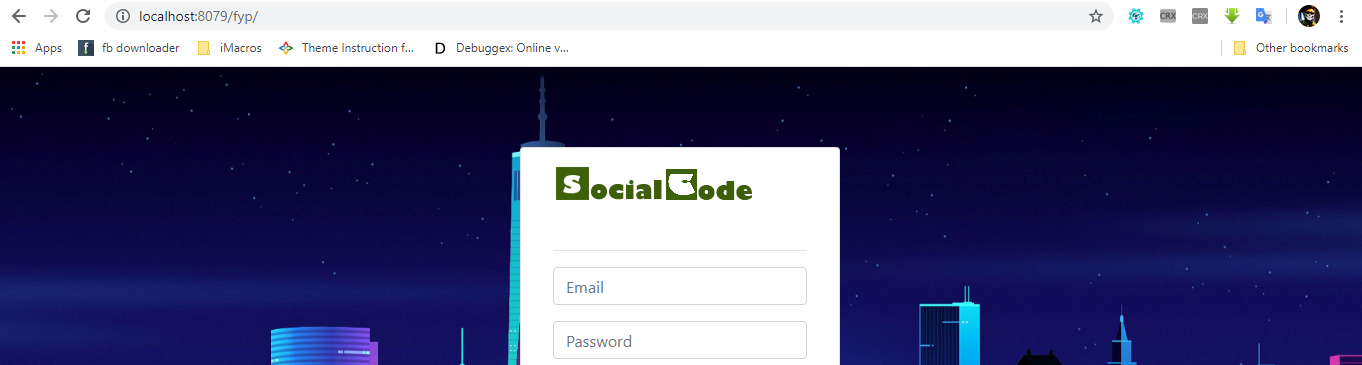 localhost:8079/fyp/
CRX CRX
Apps f fb downloader iMacros Theme Instruction f... D Debuggex: Online v... Other bookmarks
SocialCode
Email
Password